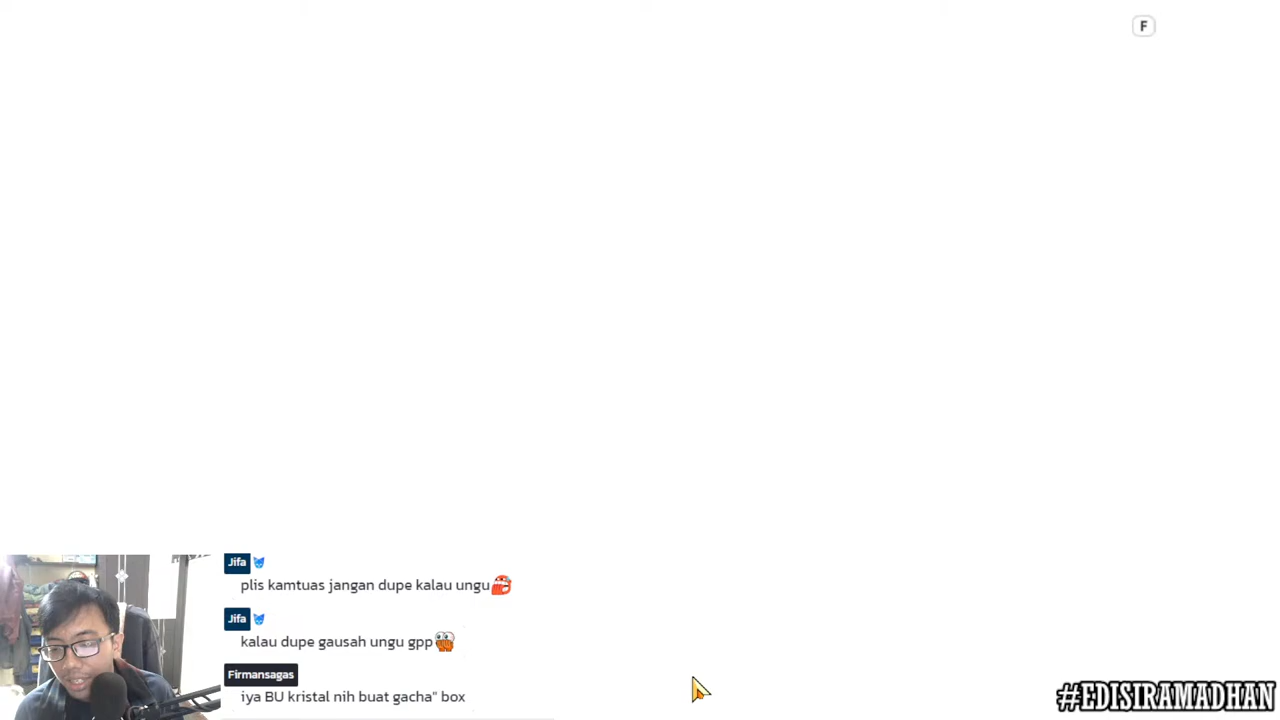 F
Jifa
plis kamtuas jangan dupe kalau ungu
Jifa
kalau dupe gausah ungu gpp
Firmansagas
iya BU kristal nih buat gacha" box
#EDISIRAMADHAN